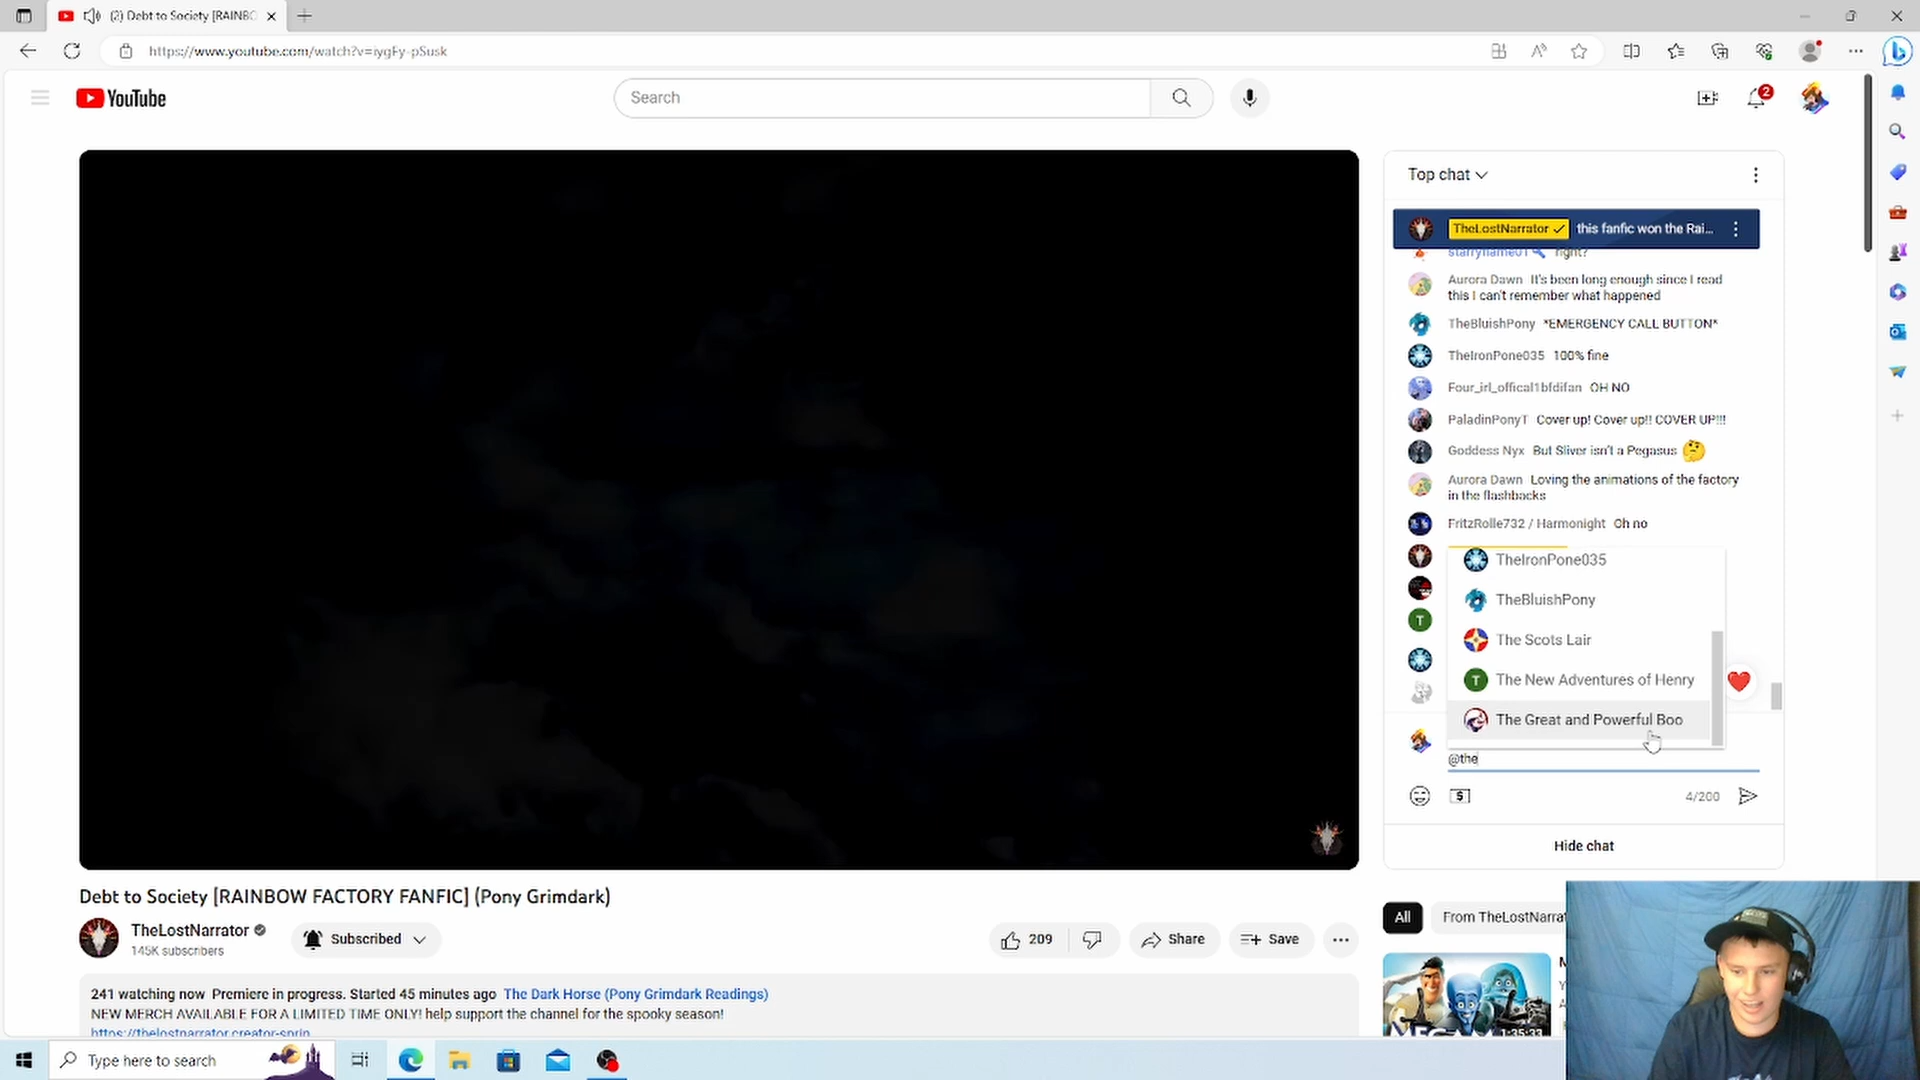 (2) Debt to Society [RAINBO
https://www.youtube.com/watch?v=iygFy-pSusk
YouTube
Search
2
Top chat
TheLostNarrator this fanfic won the Rai...
starryflame01 right?
Aurora Dawn It's been long enough since I read
this I can't remember what happened
TheBluishPony *EMERGENCY CALL BUTTON*
TheIronPone035 100% fine
Four_irl_offical1bfdifan OH NO
PaladinPonyT Cover up! Cover up!! COVER UP!!!
Goddess Nyx But Sliver isn't a Pegasus
Aurora Dawn Loving the animations of the factory
in the flashbacks
FritzRolle732 / Harmonight Oh no
TheIronPone035
TheBluishPony
The Scots Lair
T
T The New Adventures of Henry
The Great and Powerful Boo
@the
4/200
Hide chat
Debt to Society [RAINBOW FACTORY FANFIC] (Pony Grimdark)
TheLostNarrator
145K subscribers
Subscribed
209
Share
Save
All
From TheLostNarrat
241 watching now Premiere in progress. Started 45 minutes ago The Dark Horse (Pony Grimdark Readings)
NEW MERCH AVAILABLE FOR A LIMITED TIME ONLY! help support the channel for the spooky season!
https://thelostnarrator.creator-sprin
1:35:33
Type here to search